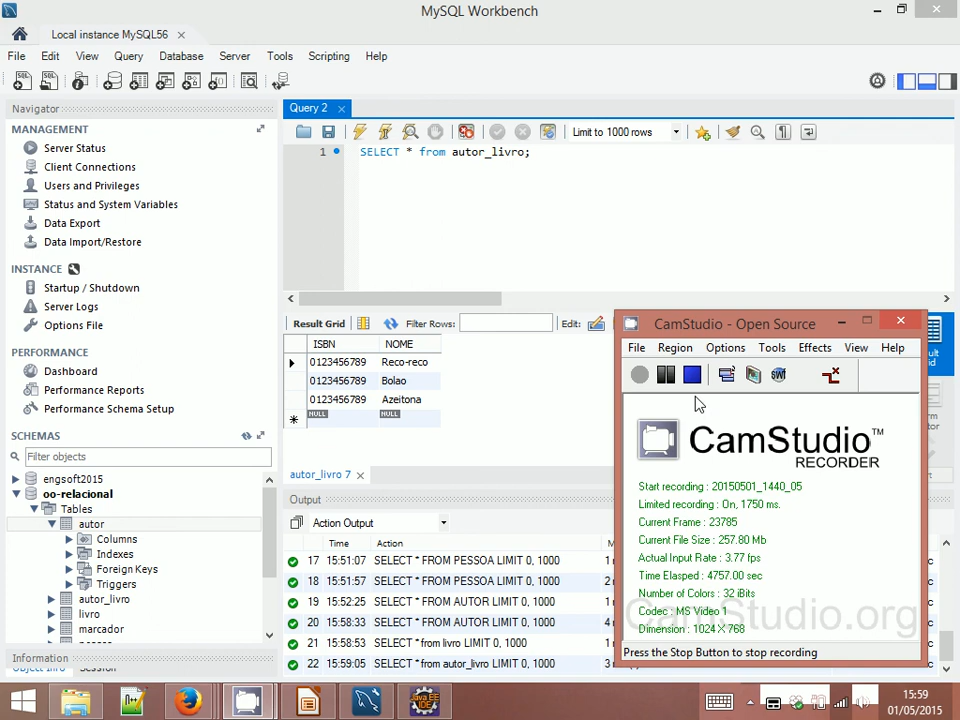 MySQL Workbench
Local instance MySQL56
File Edit View Query Database Server Tools Scripting Help
Navigator
MANAGEMENT
Server Status
Client Connections
Users and Privileges
Status and System Variables
Data Export
Data Import/Restore
INSTANCE
Startup / Shutdown
Server Logs
Options File
PERFORMANCE
Dashboard
Performance Reports
Performance Schema Setup
SCHEMAS
Filter objects
engsoft2015
oo-relacional
Tables
autor
Columns
Indexes
Foreign Keys
Triggers
autor_livro
livro
marcador
Information
Query 2
Limit to 1000 rows
1 SELECT * from autor_livro;
Result Grid Filter Rows: Edit:
ISBN NOME
0123456789 Reco-reco
0123456789 Bolao
0123456789 Azeitona
NULL NULL
autor_livro 7
Output
Action Output
Time Action
17 15:51:07 SELECT * FROM PESSOA LIMIT 0, 1000
18 15:51:57 SELECT * FROM PESSOA LIMIT 0, 1000
19 15:52:25 SELECT * FROM AUTOR LIMIT 0, 1000
20 15:58:33 SELECT * FROM AUTOR LIMIT 0, 1000
21 15:58:53 SELECT * from livro LIMIT 0, 1000
22 15:59:05 SELECT * from autor_livro LIMIT 0, 1000
CamStudio - Open Source
File Region Options Tools Effects View Help
SWF
CamStudio™
RECORDER
Start recording : 20150501_1440_05
Limited recording : On, 1750 ms.
Current Frame : 23785
Current File Size : 257.80 Mb
Actual Input Rate : 3.77 fps
Time Elasped : 4757.00 sec
Number of Colors : 32 iBits
Codec : MS Video 1
Dimension : 1024 X 768
CamStudio.org
Press the Stop Button to stop recording
Java EE
IDE
15:59
01/05/2015